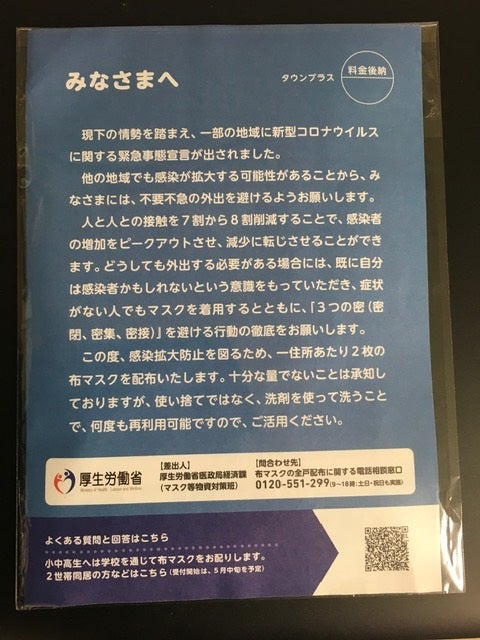 みなさまへ
タウンプラス
料金後納
現下の情勢を踏まえ、一部の地域に新型コロナウイルス
に関する緊急事態宣言が出されました。
他の地域でも感染が拡大する可能性があることから、み
なさまには、不要不急の外出を避けるようお願いします。
人と人との接触を7割から8割削減することで、感染者
の増加をピークアウトさせ、減少に転じさせることができ
ます。どうしても外出する必要がある場合には、既に自分
は感染者かもしれないという意識をもっていただき、症状
がない人でもマスクを着用するとともに、「3つの密(密
閉、密集、密接)」を避ける行動の徹底をお願いします。
この度、感染拡大防止を図るため、一住所あたり2枚の
布マスクを配布いたします。十分な量でないことは承知し
ておりますが、使い捨てではなく、洗剤を使って洗うこと
で、何度も再利用可能ですので、ご活用ください。
厚生労働省
Ministry of Health, Labour and Welfare
【差出人】
厚生労働省医政局経済課
(マスク等物資対策班)
【問合わせ先】
布マスクの全戸配布に関する電話相談窓口
0120-551-299(9~18時:土日・祝日も実施)
よくある質問と回答はこちら
小中高生へは学校を通じて布マスクをお配りします。
2世帯同居の方などはこちら(受付開始は、5月中旬を予定)